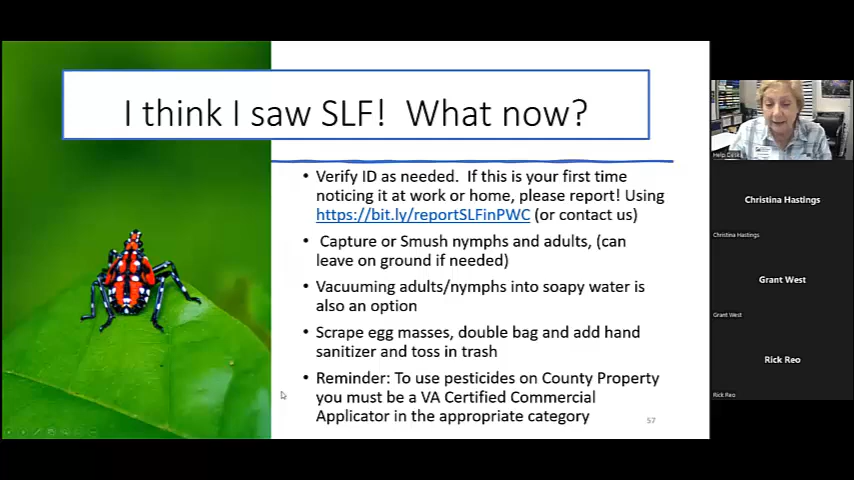 I think I saw SLF!  What now?
• Verify ID as needed.  If this is your first time
noticing it at work or home, please report! Using
https://bit.ly/reportSLFinPWC (or contact us)
• Capture or Smush nymphs and adults, (can
leave on ground if needed)
• Vacuuming adults/nymphs into soapy water is
also an option
• Scrape egg masses, double bag and add hand
sanitizer and toss in trash
• Reminder: To use pesticides on County Property
you must be a VA Certified Commercial
Applicator in the appropriate category
57
Help Desk
Christina Hastings
Christina Hastings
Grant West
Grant West
Rick Reo
Rick Reo